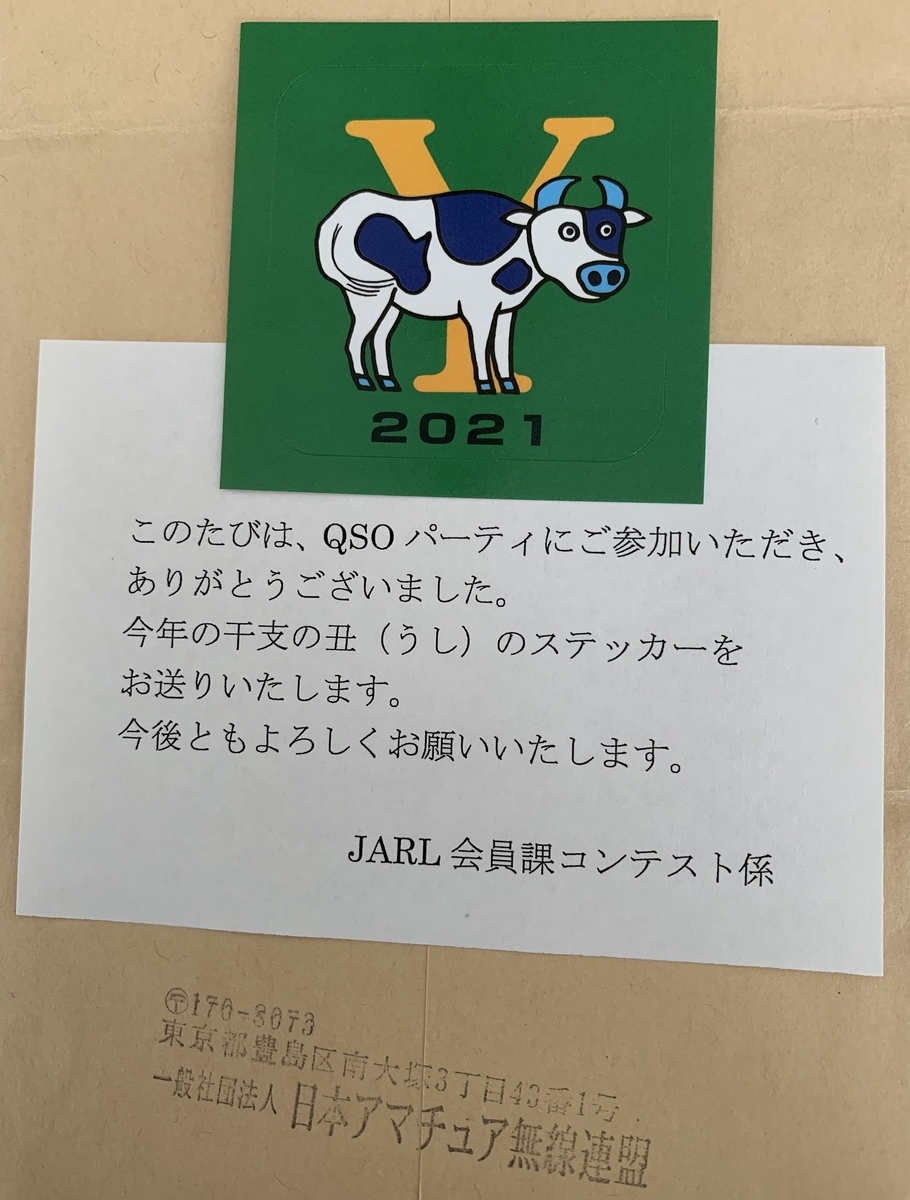 Y
2021
このたびは、QSO パーティにご参加いただき、
ありがとうございました。
今年の干支の丑（うし）のステッカーを
お送りいたします。
今後ともよろしくお願いいたします。
JARL 会員課コンテスト係
〒170-8073
東京都豊島区南大塚3丁目43番1号
一般社団法人 日本アマチュア無線連盟